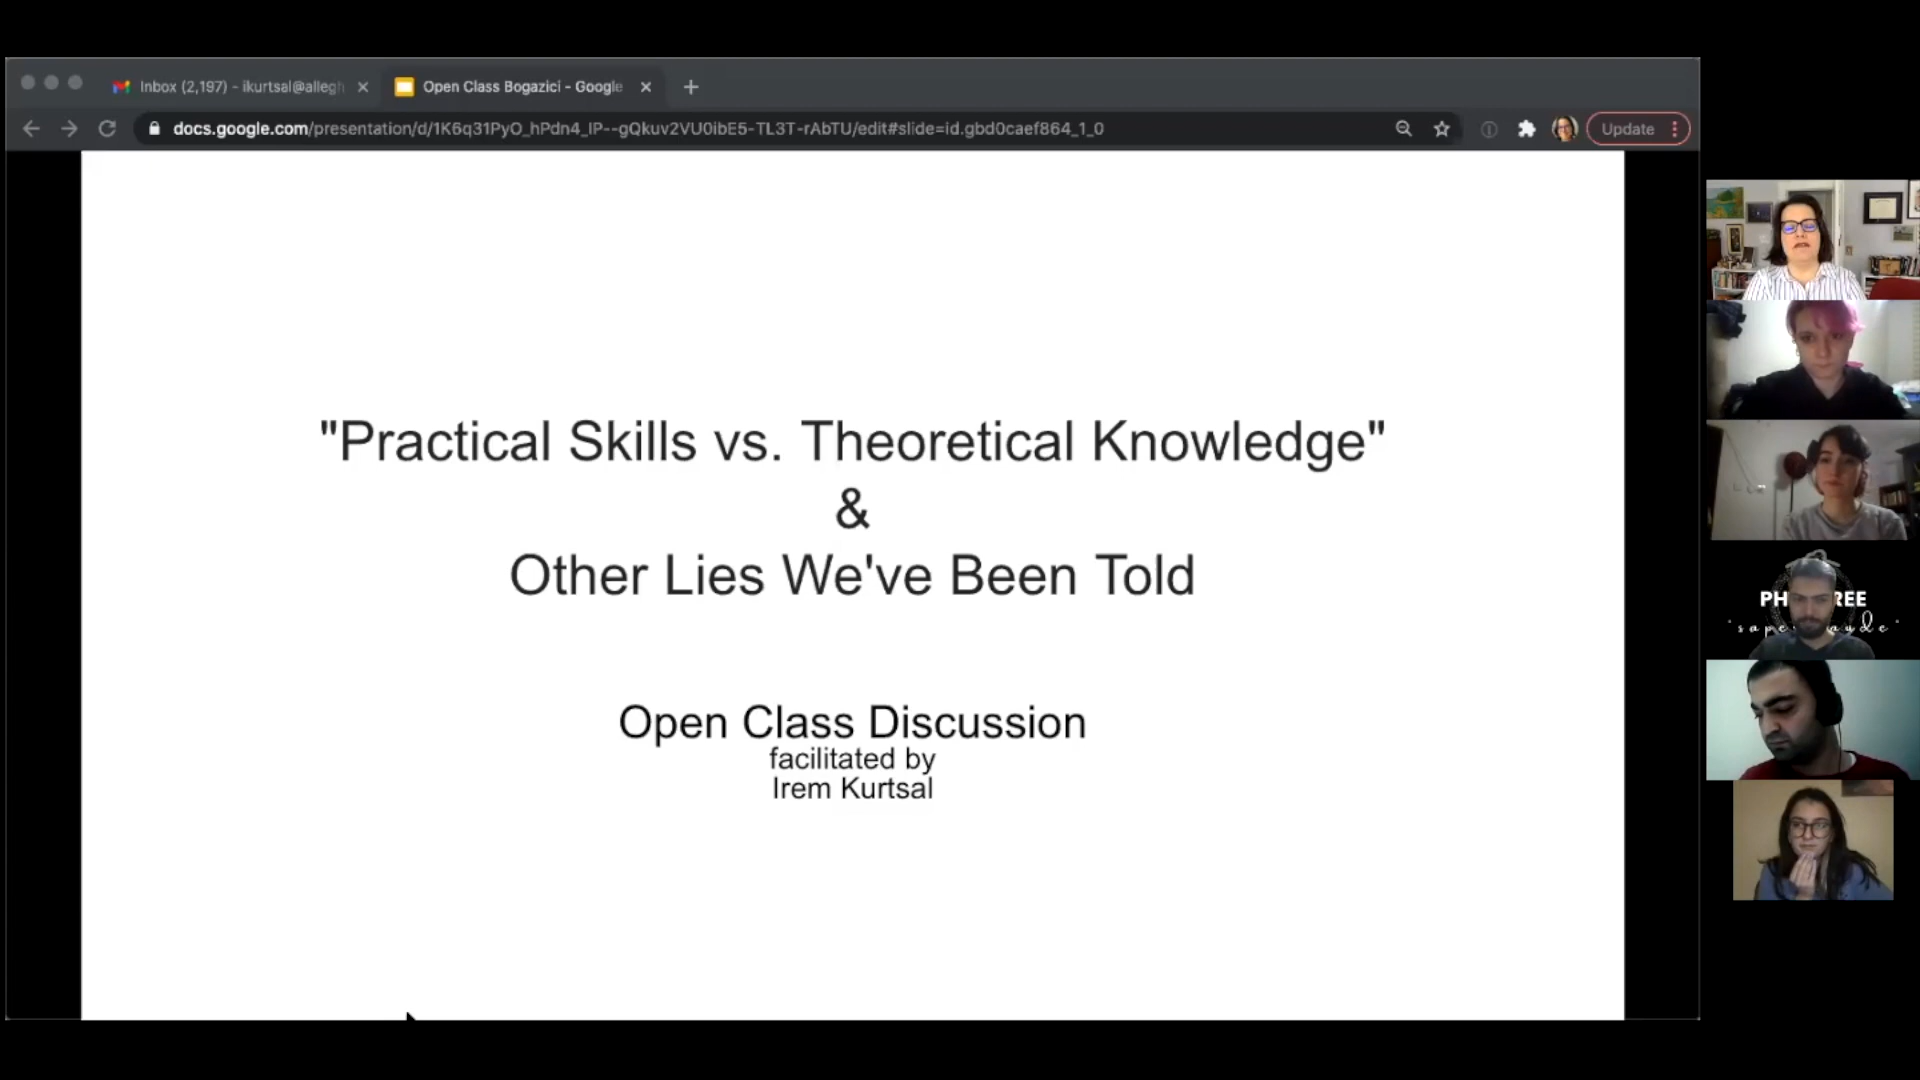 Inbox (2,197) - ikurtsal@allegh
Open Class Bogazici - Google
docs.google.com/presentation/d/1K6q31PyO_hPdn4_IP--gQkuv2VU0ibE5-TL3T-rAbTU/edit#slide=id.gbd0caef864_1_0
Update
"Practical Skills vs. Theoretical Knowledge"
&
Other Lies We've Been Told
Open Class Discussion
facilitated by
Irem Kurtsal